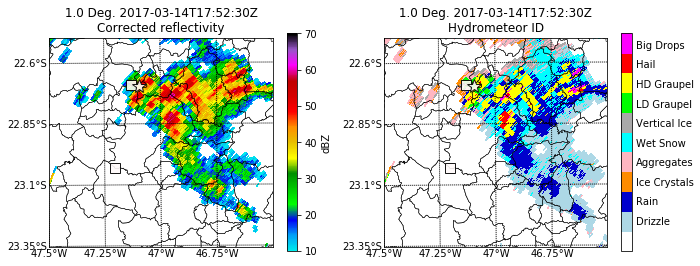 1.0 Deg. 2017-03-14T17:52:30Z
Corrected reflectivity
22.6°S
22.85°S
23.1°S
23.35°S
47.5°W
47.25°W
47°W
46.75°W
70
60
50
40
30
20
10
dBZ
1.0 Deg. 2017-03-14T17:52:30Z
Hydrometeor ID
22.6°S
22.85°S
23.1°S
23.35°S
47.5°W
47.25°W
47°W
46.75°W
Big Drops
Hail
HD Graupel
LD Graupel
Vertical Ice
Wet Snow
Aggregates
Ice Crystals
Rain
Drizzle